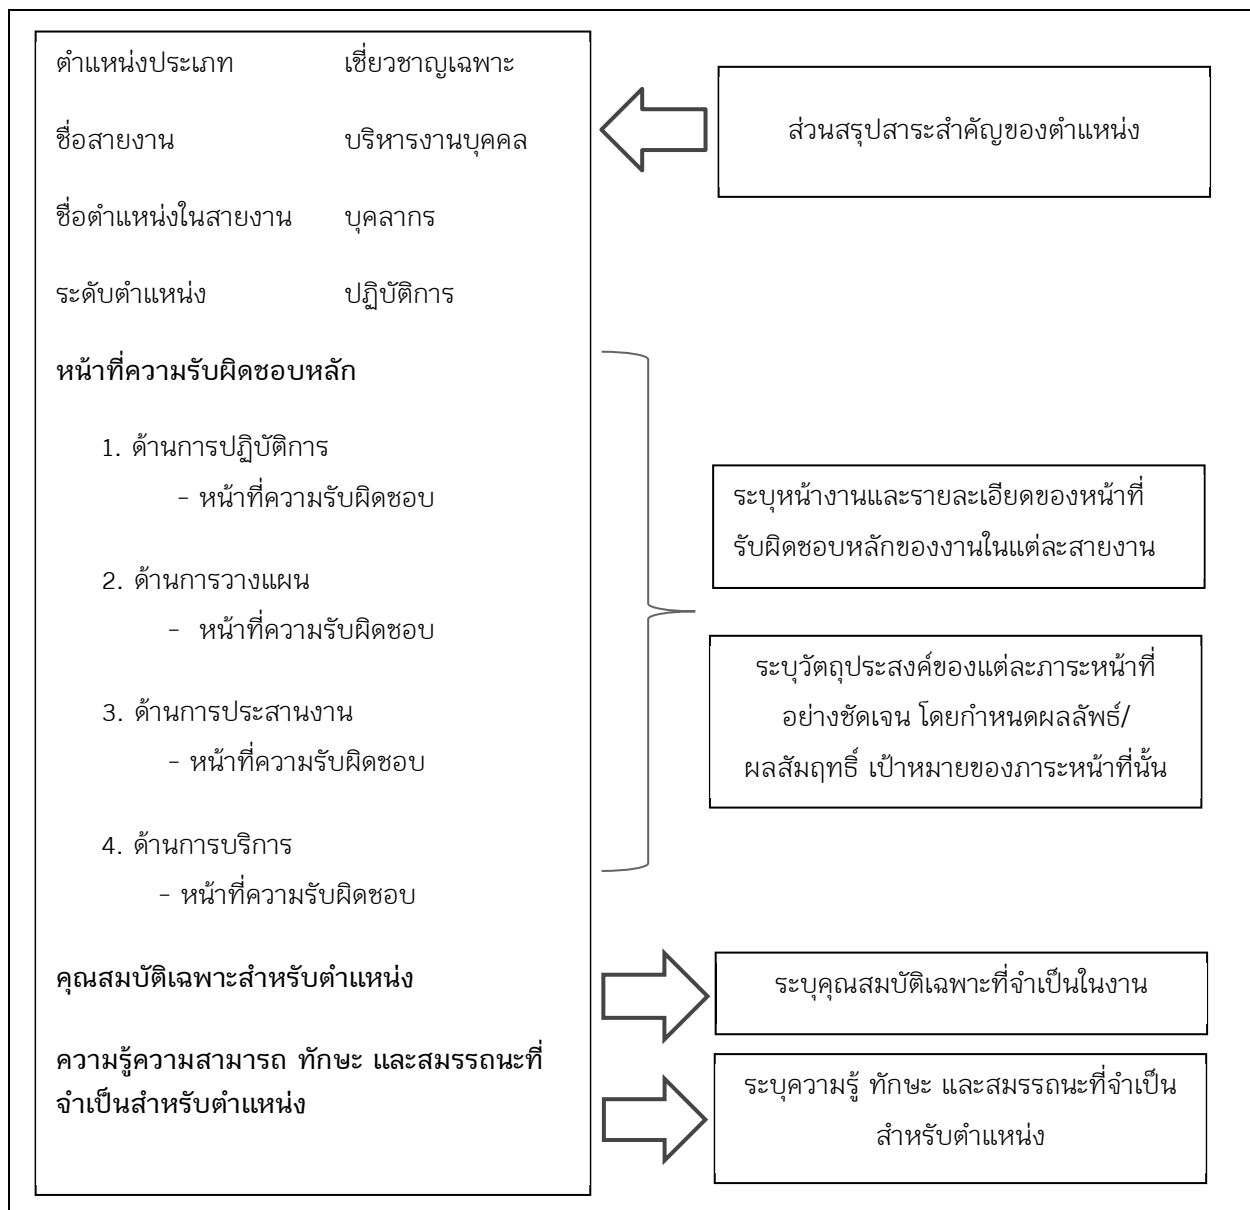 ตำแหน่งประเภท เชี่ยวชาญเฉพาะ
ชื่อสายงาน บริหารงานบุคคล
ชื่อตำแหน่งในสายงาน บุคลากร
ระดับตำแหน่ง ปฏิบัติการ
หน้าที่ความรับผิดชอบหลัก
1. ด้านการปฏิบัติการ
- หน้าที่ความรับผิดชอบ
2. ด้านการวางแผน
- หน้าที่ความรับผิดชอบ
3. ด้านการประสานงาน
- หน้าที่ความรับผิดชอบ
4. ด้านการบริการ
- หน้าที่ความรับผิดชอบ
คุณสมบัติเฉพาะสำหรับตำแหน่ง
ความรู้ความสามารถ ทักษะ และสมรรถนะที่
จำเป็นสำหรับตำแหน่ง
ส่วนสรุปสาระสำคัญของตำแหน่ง
ระบุหน้างานและรายละเอียดของหน้าที่
รับผิดชอบหลักของงานในแต่ละสายงาน
ระบุวัตถุประสงค์ของแต่ละภาระหน้าที่
อย่างชัดเจน โดยกำหนดผลลัพธ์/
ผลสัมฤทธิ์ เป้าหมายของภาระหน้าที่นั้น
ระบุคุณสมบัติเฉพาะที่จำเป็นในงาน
ระบุความรู้ ทักษะ และสมรรถนะที่จำเป็น
สำหรับตำแหน่ง